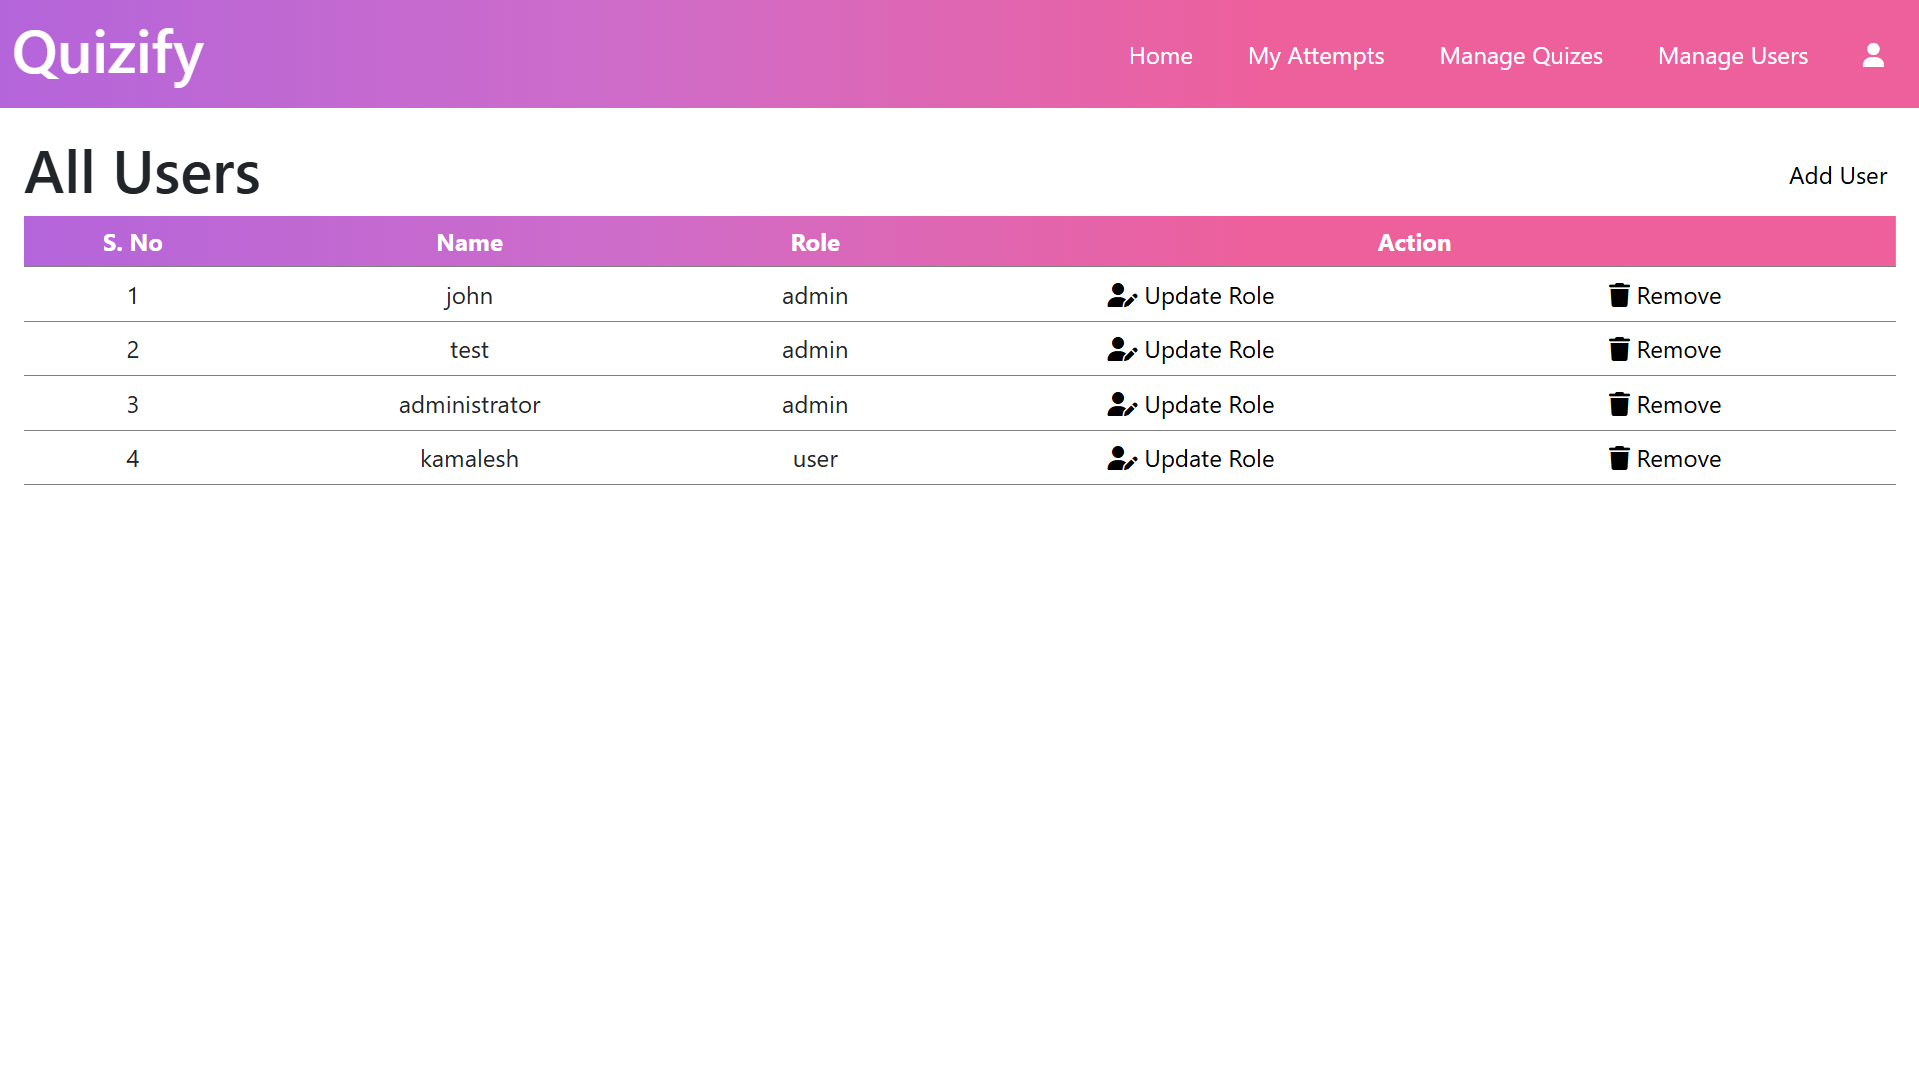 Quizify
Home My Attempts Manage Quizes Manage Users
All Users
Add User
S. No Name Role Action
1 john admin Update Role Remove
2 test admin Update Role Remove
3 administrator admin Update Role Remove
4 kamalesh user Update Role Remove